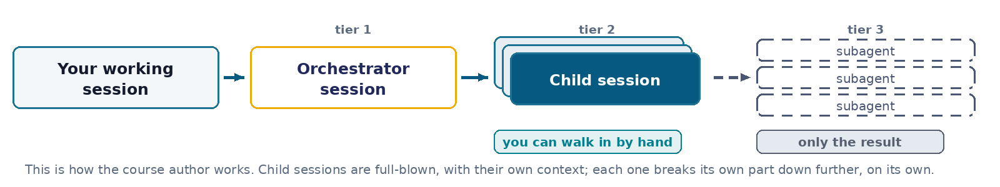 tier 1
tier 2
tier 3
Your working
session
Orchestrator
session
Child session
subagent
subagent
subagent
you can walk in by hand
only the result
This is how the course author works. Child sessions are full-blown, with their own context; each one breaks its own part down further, on its own.